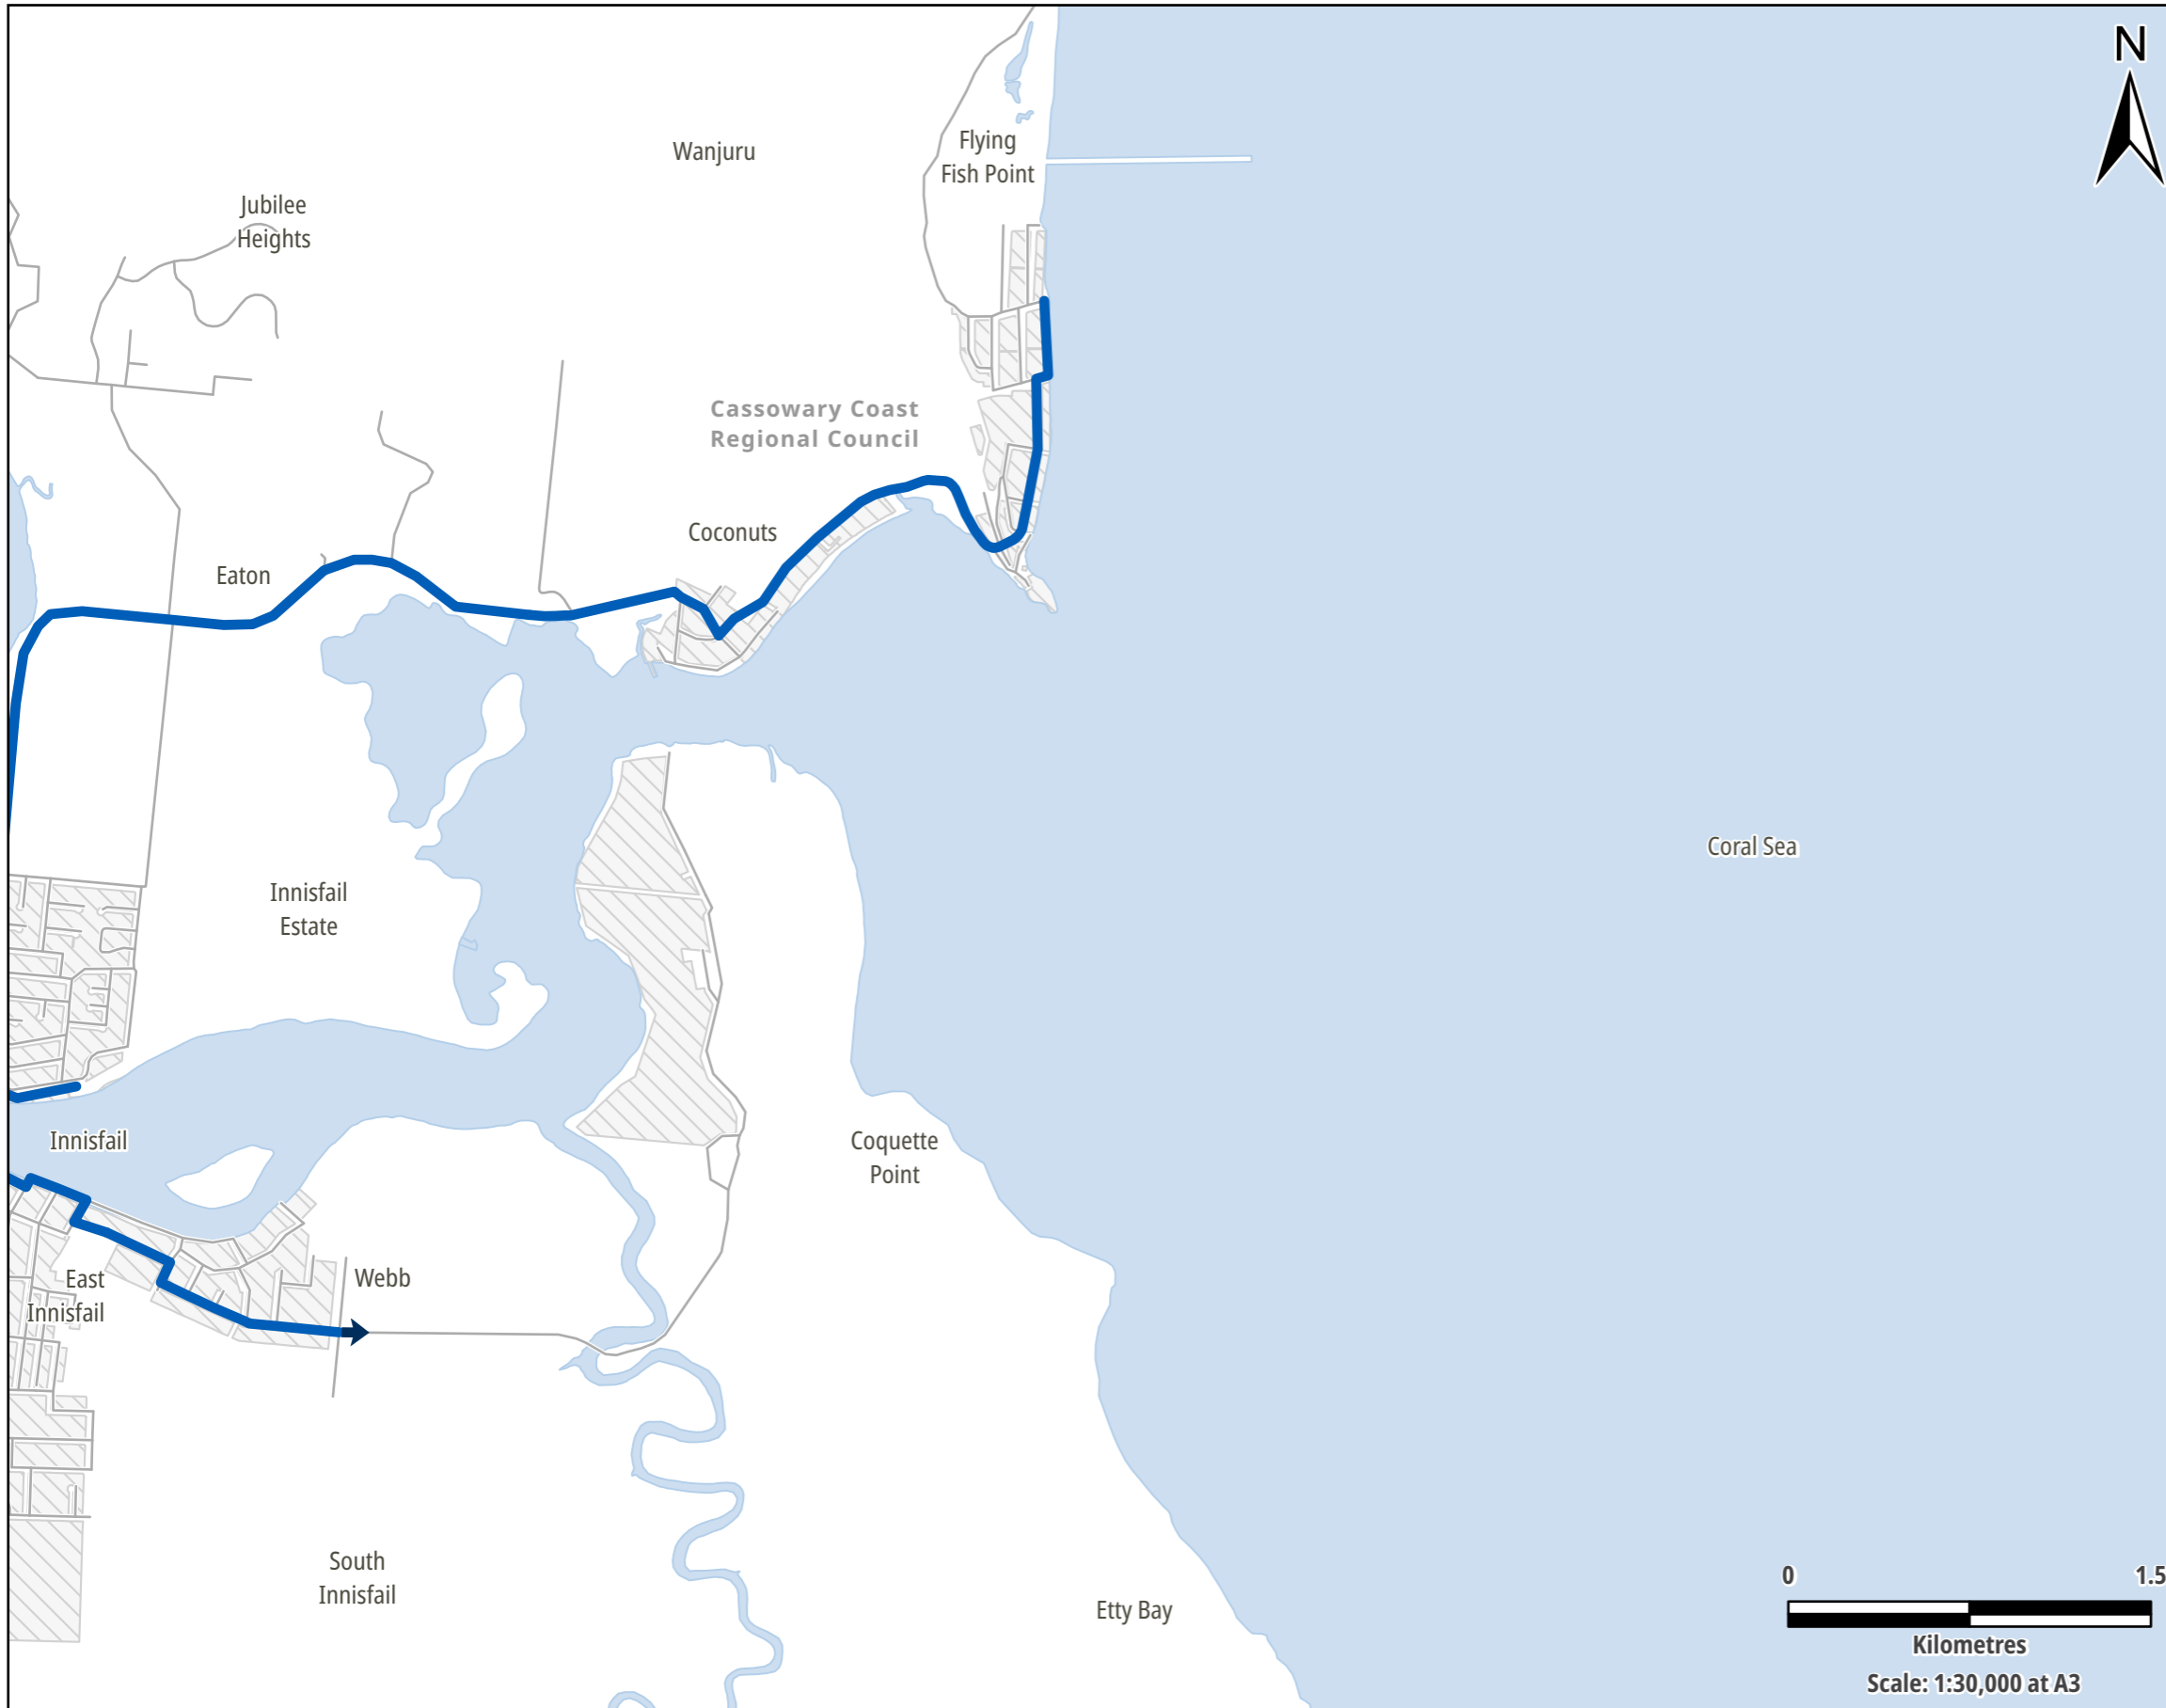 N
Flying
Fish Point
Wanjuru
Jubilee
Heights
Cassowary Coast
Regional Council
Coconuts
Eaton
Coral Sea
Innisfail
Estate
Innisfail
Coquette
Point
East
Innisfail
Webb
South
Innisfail
Etty Bay
0 1.5
Kilometres
Scale: 1:30,000 at A3